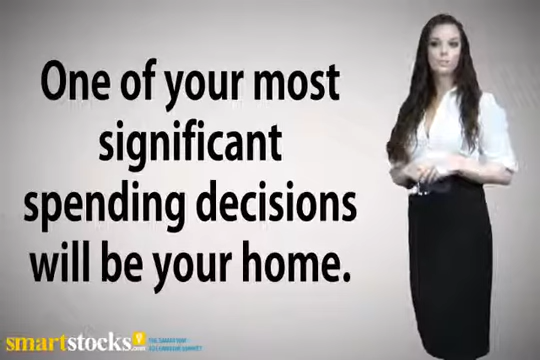 One of your most
significant
spending decisions
will be your home.
smartstocks.com